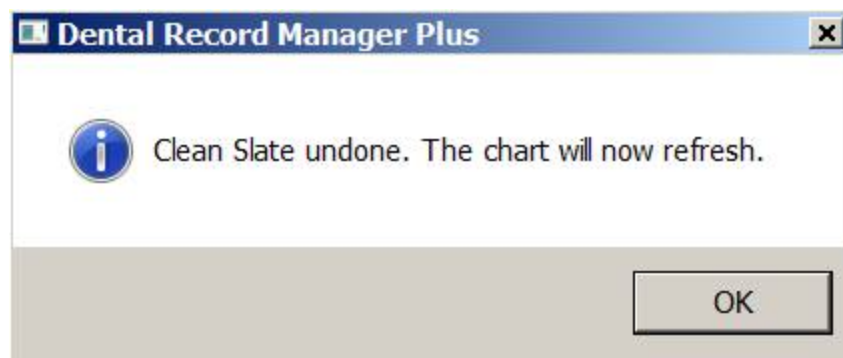 Dental Record Manager Plus
Clean Slate undone. The chart will now refresh.
OK